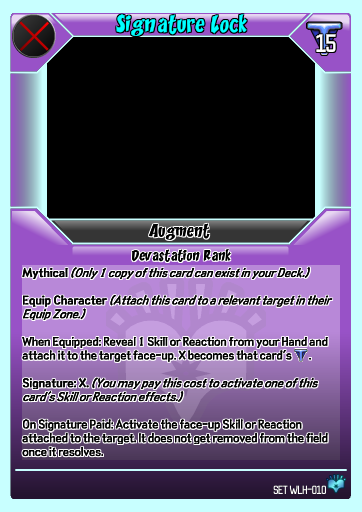 Signature Lock
15
Augment
Devastation Rank
Mythical (Only 1 copy of this card can exist in your Deck.)
Equip Character (Attach this card to a relevant target in their
Equip Zone.)
When Equipped: Reveal 1 Skill or Reaction from your Hand and
attach it to the target face-up. X becomes that card's .
Signature: X. (You may pay this cost to activate one of this
card's Skill or Reaction effects.)
On Signature Paid: Activate the face-up Skill or Reaction
attached to the target. It does not get removed from the field
once it resolves.
SET WLH-010